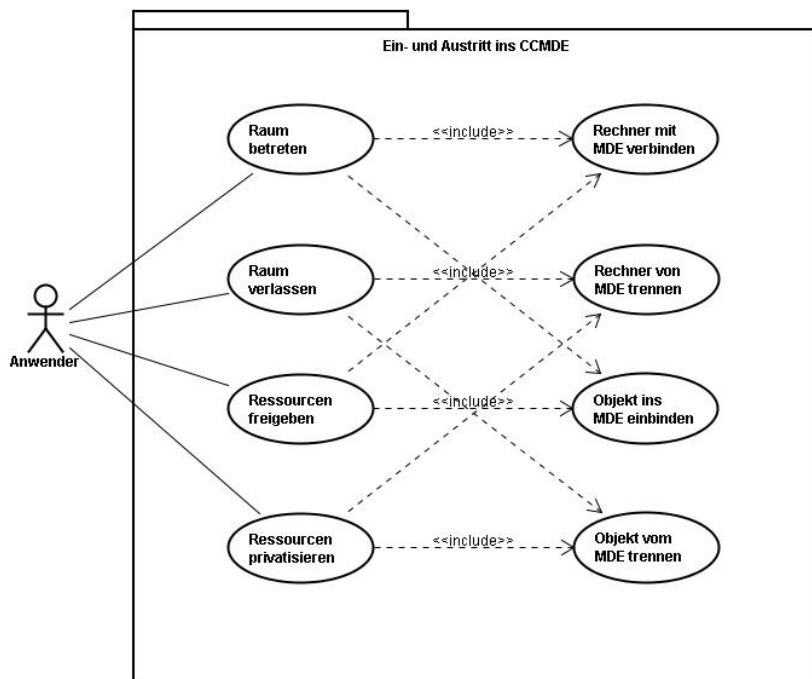 Ein- und Austritt ins CCMDE
Raum
betreten
<<include>>
Rechner mit
MDE verbinden
Raum
verlassen
<<include>>
Rechner von
MDE trennen
Anwender
Ressourcen
freigeben
<<include>>
Objekt ins
MDE einbinden
Ressourcen
privatisieren
<<include>>
Objekt vom
MDE trennen